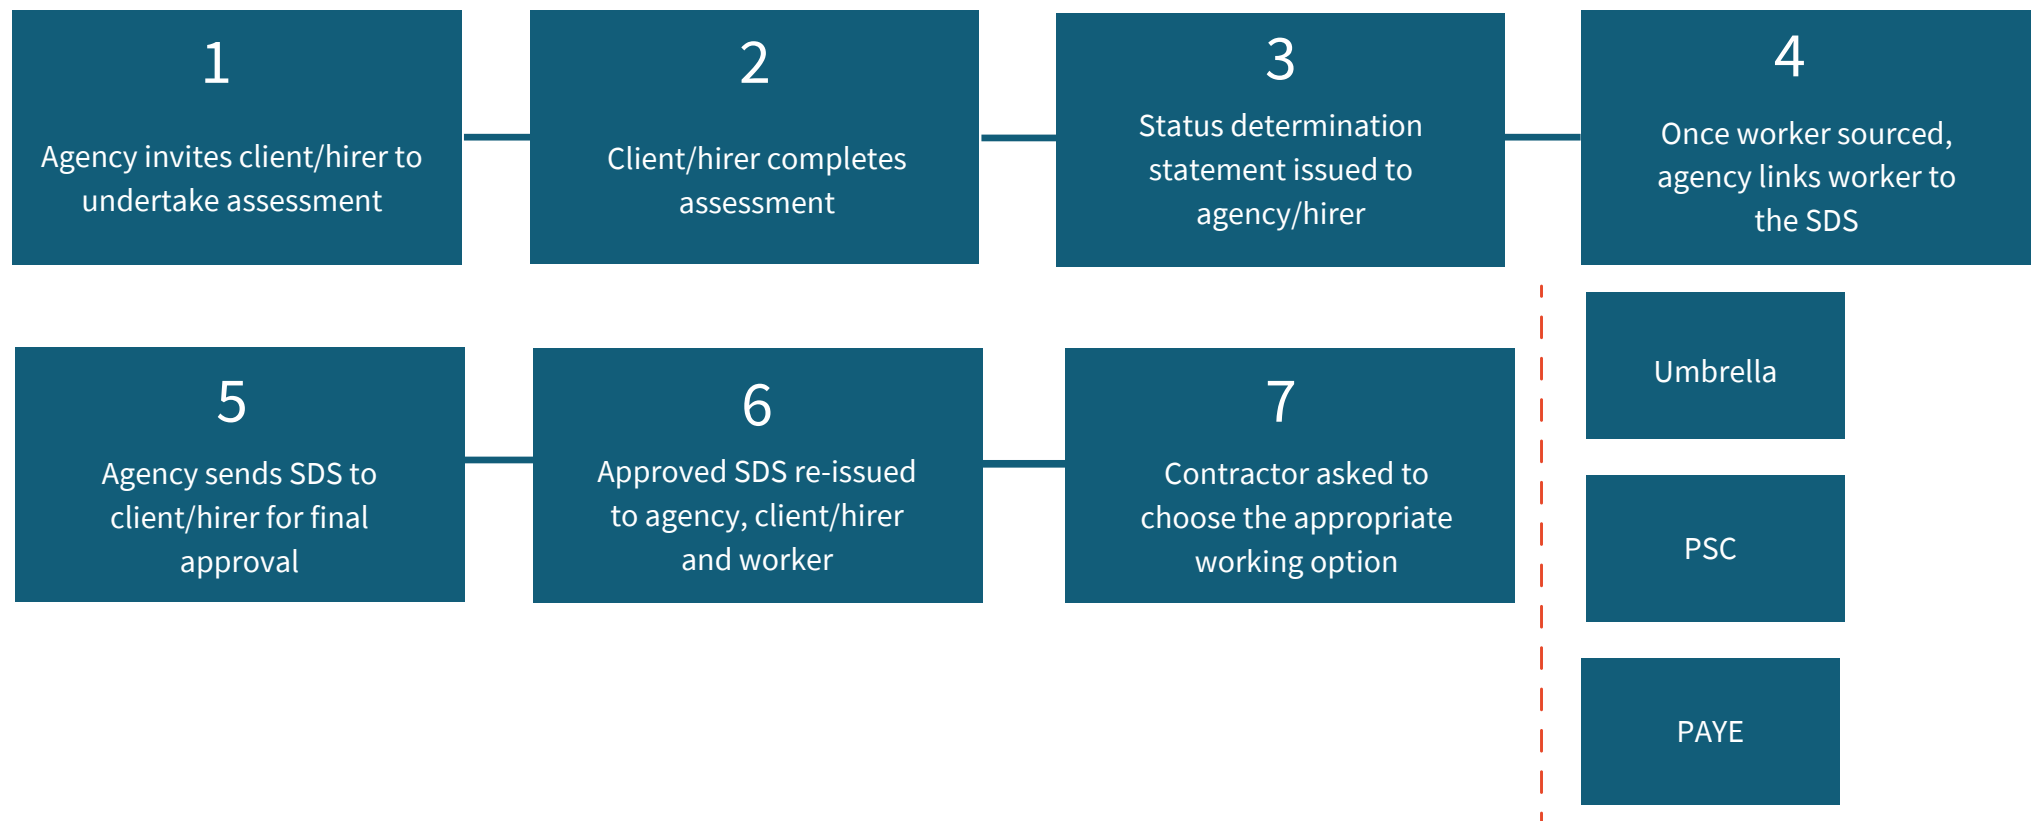 1
Agency invites client/hirer to
undertake assessment
2
Client/hirer completes
assessment
3
Status determination
statement issued to
agency/hirer
4
Once worker sourced,
agency links worker to
the SDS
5
Agency sends SDS to
client/hirer for final
approval
6
Approved SDS re-issued
to agency, client/hirer
and worker
7
Contractor asked to
choose the appropriate
working option
Umbrella
PSC
PAYE